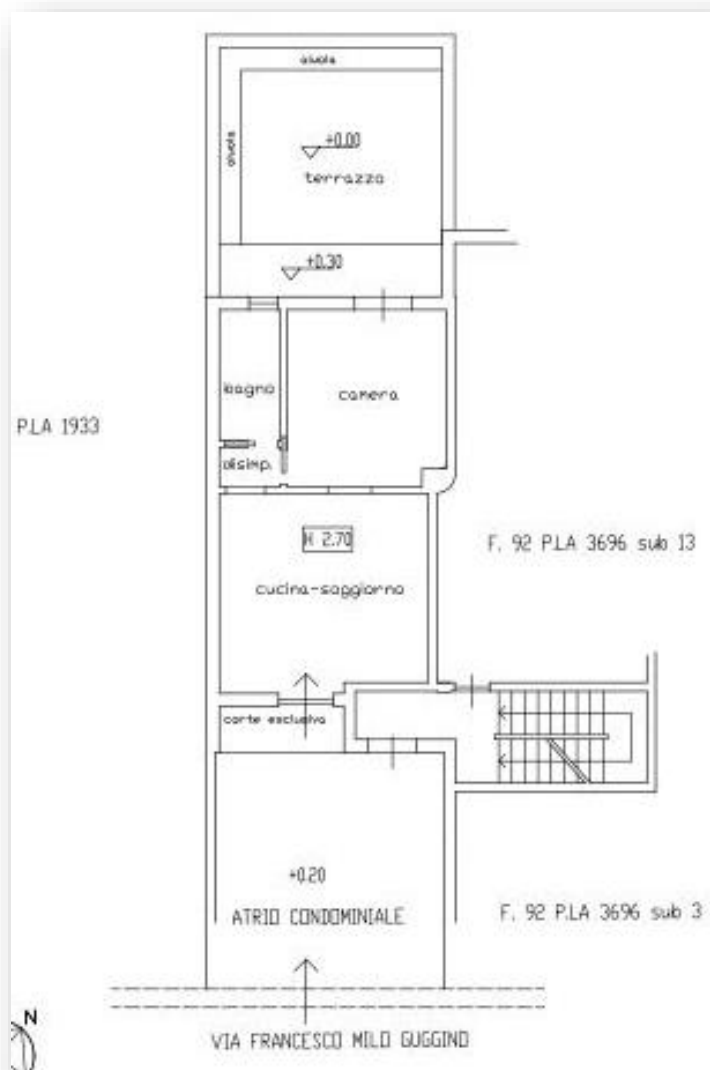 aiuola
aiuola
+0.00
terrazzo
+0.30
bagno
camera
P.LA 1933
disimp.
H 2.70
F. 92 P.LA 3696 sub 13
cucina-soggiorno
corte esclusiva
+0.20
ATRIO CONDOMINIALE
F. 92 P.LA 3696 sub 3
N
VIA FRANCESCO MILO GUGGINO